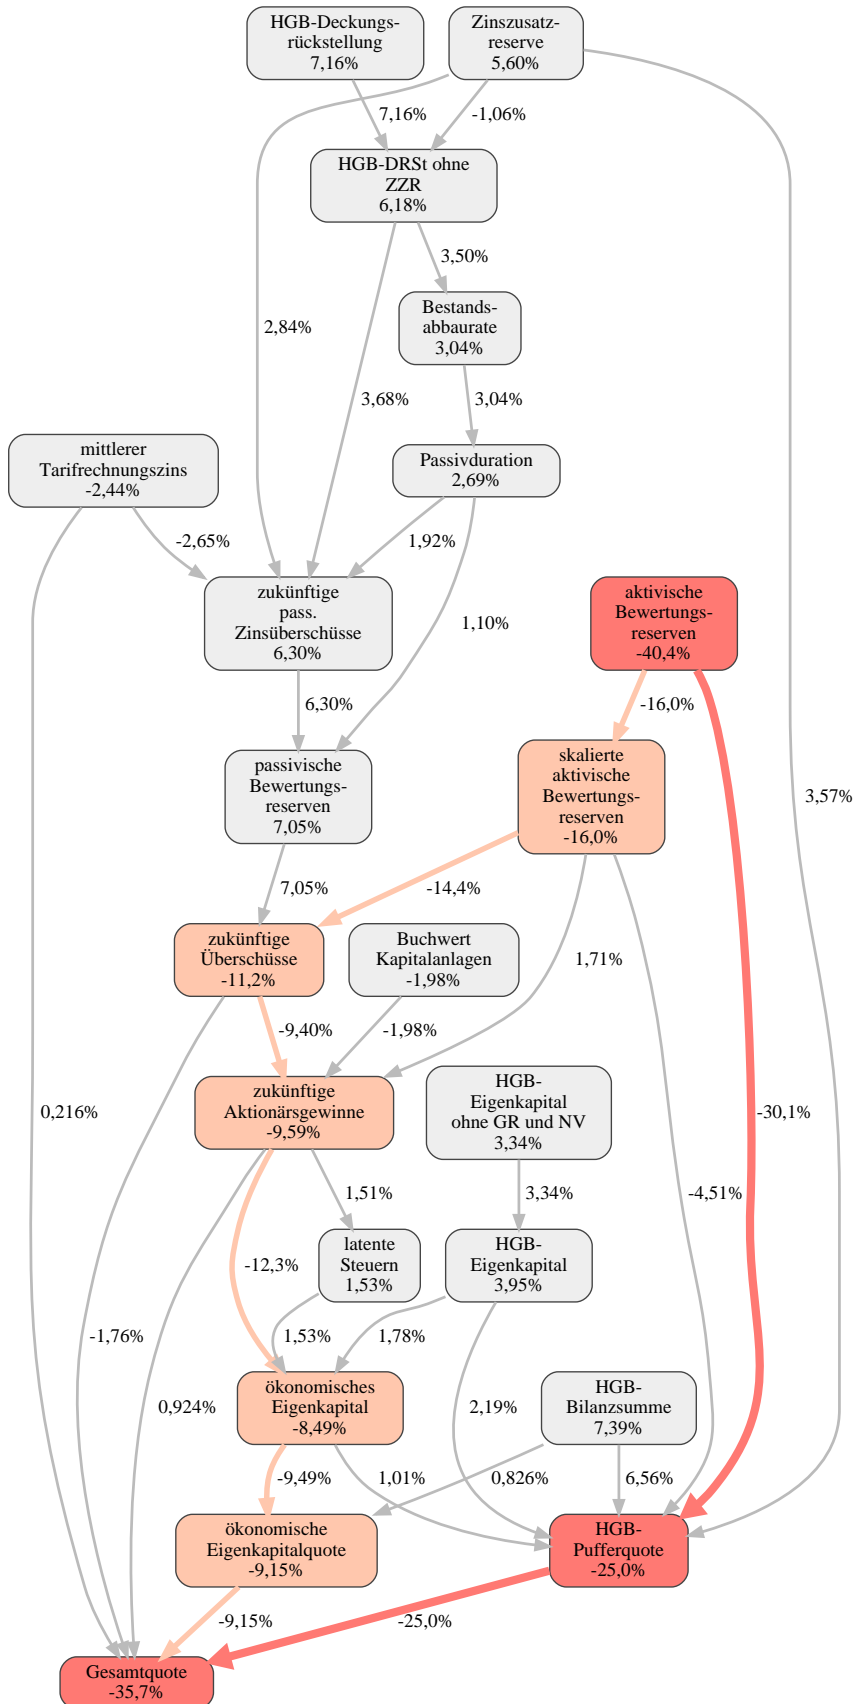 HGB-Deckungs-
rückstellung
7,16%
Zinszusatz-
reserve
5,60%
7,16%
-1,06%
HGB-DRSt ohne
ZZR
6,18%
3,50%
Bestands-
abbaurate
3,04%
2,84%
3,68%
3,04%
mittlerer
Tarifrechnungszins
-2,44%
Passivduration
2,69%
-2,65%
1,92%
zukünftige
pass.
Zinsüberschüsse
6,30%
1,10%
aktivische
Bewertungs-
reserven
-40,4%
6,30%
-16,0%
passivische
Bewertungs-
reserven
7,05%
skalierte
aktivische
Bewertungs-
reserven
-16,0%
3,57%
7,05%
-14,4%
zukünftige
Überschüsse
-11,2%
Buchwert
Kapitalanlagen
-1,98%
1,71%
-9,40%
-1,98%
zukünftige
Aktionärsgewinne
-9,59%
HGB-
Eigenkapital
ohne GR und NV
3,34%
0,216%
-30,1%
1,51%
3,34%
-4,51%
latente
Steuern
1,53%
HGB-
Eigenkapital
3,95%
-12,3%
-1,76%
1,53%
1,78%
ökonomisches
Eigenkapital
-8,49%
0,924%
2,19%
HGB-
Bilanzsumme
7,39%
-9,49%
1,01%
0,826%
6,56%
ökonomische
Eigenkapitalquote
-9,15%
HGB-
Pufferquote
-25,0%
-9,15%
-25,0%
Gesamtquote
-35,7%